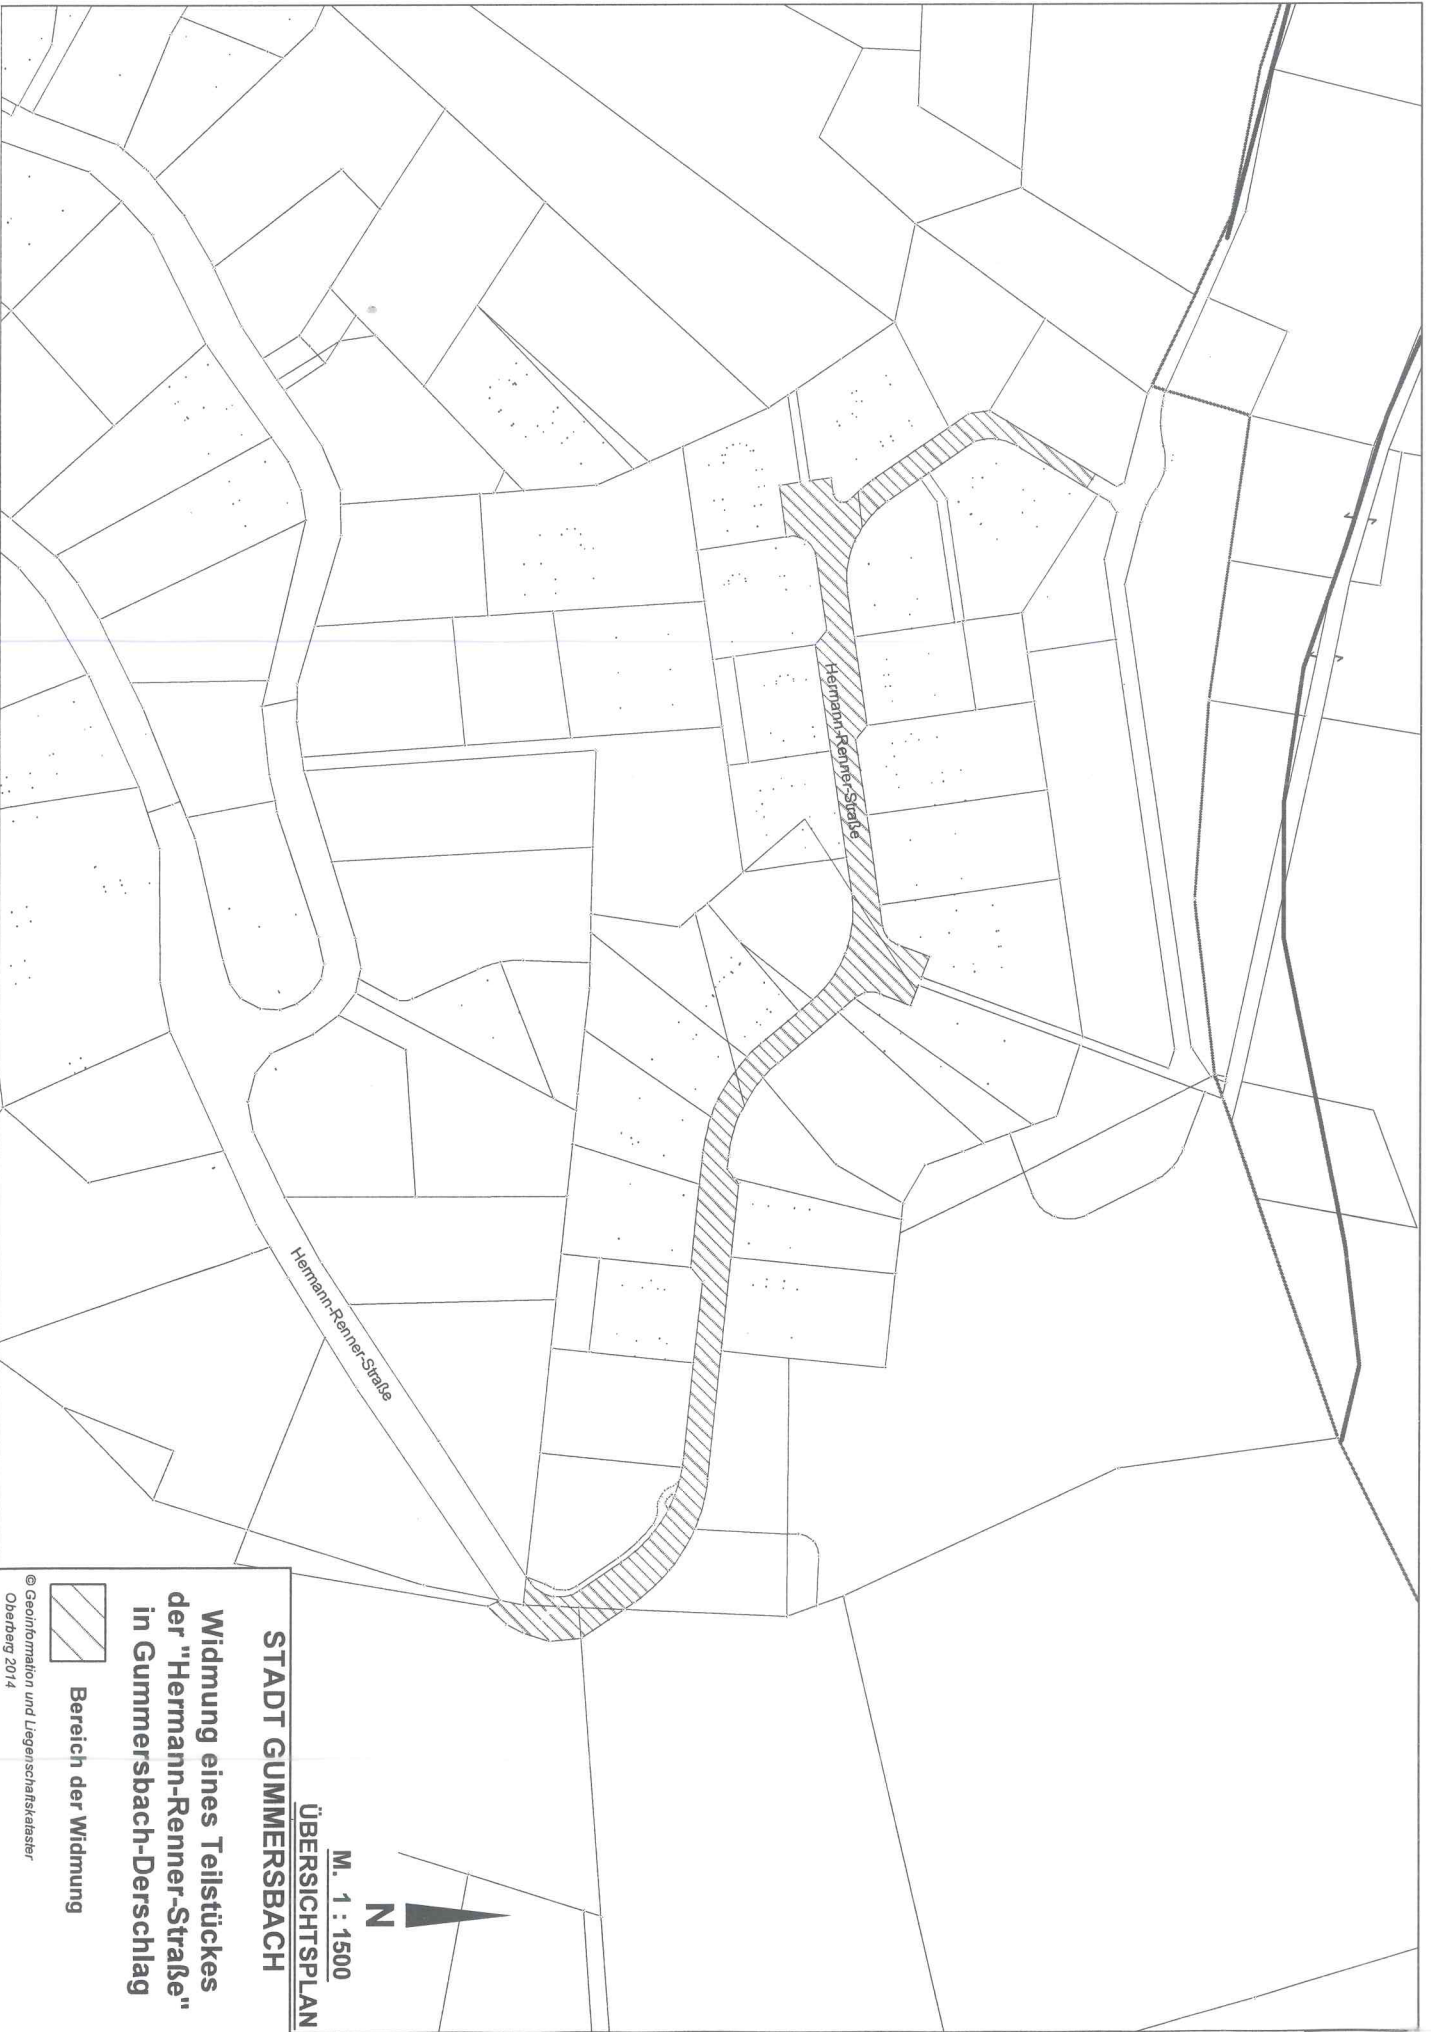 Hermann-Renner-Straße
Hermann-Renner-Straße
N
M. 1 : 1500
ÜBERSICHTSPLAN
STADT GUMMERSBACH
Widmung eines Teilstückes
der "Hermann-Renner-Straße"
in Gummersbach-Derschlag
Bereich der Widmung
© Geoinformation und Liegenschaftskataster
Oberberg 2014